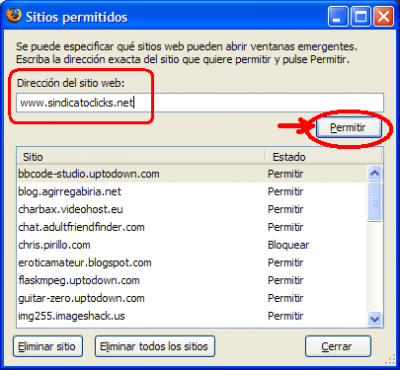 Sitios permitidos
Se puede especificar qué sitios web pueden abrir ventanas emergentes.
Escriba la dirección exacta del sitio que quiere permitir y pulse Permitir.
Dirección del sitio web:
www.sindicatoclicks.net
Permitir
Sitio Estado
bbcode-studio.uptodown.com Permitir
blog.agirregabiria.net Permitir
charbax.videohost.eu Permitir
chat.adultfriendfinder.com Permitir
chris.pirillo.com Bloquear
eroticamateur.blogspot.com Permitir
flaskmpeg.uptodown.com Permitir
guitar-zero.uptodown.com Permitir
img255.imageshack.us Permitir
Eliminar sitio Eliminar todos los sitios Cerrar